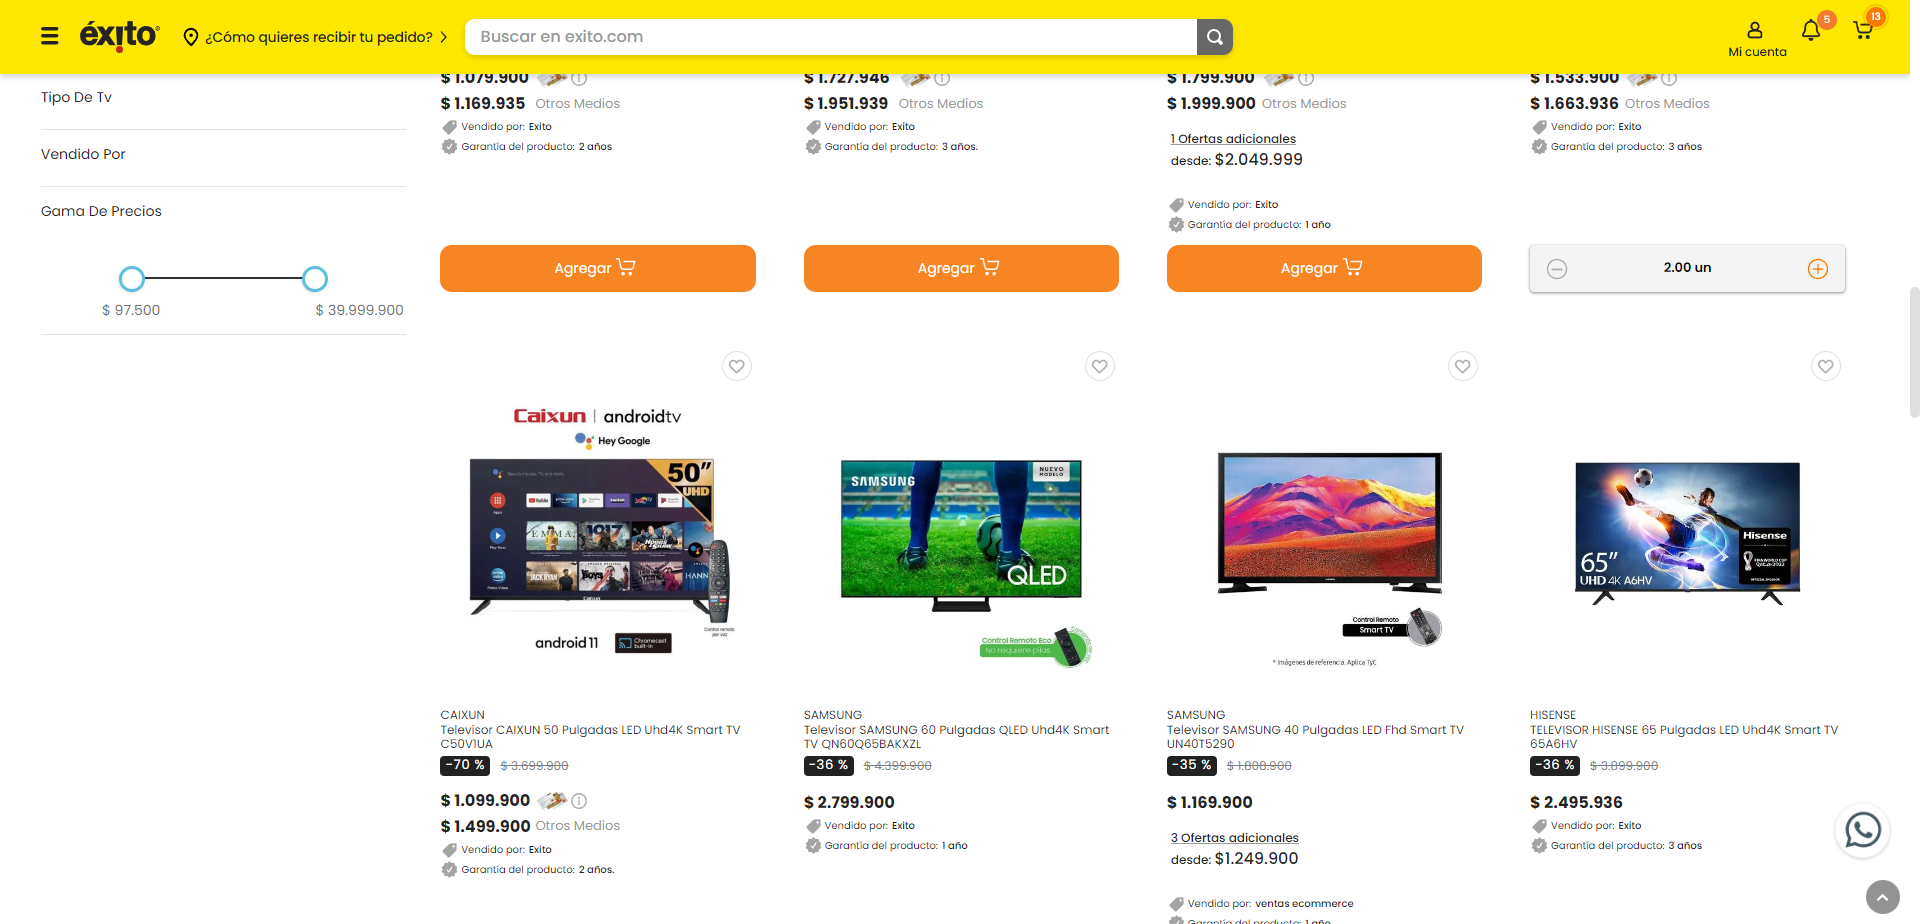 éxito
¿Cómo quieres recibir tu pedido?
Buscar en exito.com
Mi cuenta
5
13
Tipo De Tv
Vendido Por
Gama De Precios
$ 97.500
$ 39.999.900
$ 1.079.900
$ 1.169.935 Otros Medios
Vendido por: Exito
Garantía del producto: 2 años
Agregar
$ 1.727.946
$ 1.951.939 Otros Medios
Vendido por: Exito
Garantía del producto: 3 años.
Agregar
$ 1.799.900
$ 1.999.900 Otros Medios
1 Ofertas adicionales
desde: $2.049.999
Vendido por: Exito
Garantía del producto: 1 año
Agregar
$ 1.533.900
$ 1.663.936 Otros Medios
Vendido por: Exito
Garantía del producto: 3 años
2.00 un
Caixun | androidtv
Hey Google
50"
UHD
android 11
Chromecast built-in
Control remoto
por voz
CAIXUN
Televisor CAIXUN 50 Pulgadas LED Uhd4K Smart TV
C50V1UA
-70 % $ 3.699.900
$ 1.099.900
$ 1.499.900 Otros Medios
Vendido por: Exito
Garantía del producto: 2 años.
SAMSUNG
NUEVO
MODELO
QLED
Control Remoto Eco
No requiere pilas
SAMSUNG
Televisor SAMSUNG 60 Pulgadas QLED Uhd4K Smart
TV QN60Q65BAKXZL
-36 % $ 4.399.900
$ 2.799.900
Vendido por: Exito
Garantía del producto: 1 año
Control Remoto
Smart TV
* Imágenes de referencia. Aplica TyC
SAMSUNG
Televisor SAMSUNG 40 Pulgadas LED Fhd Smart TV
UN40T5290
-35 % $ 1.808.900
$ 1.169.900
3 Ofertas adicionales
desde: $1.249.900
Vendido por: ventas ecommerce
Garantía del producto: 1 año
65"
UHD 4K A6HV
Hisense
HISENSE
TELEVISOR HISENSE 65 Pulgadas LED Uhd4K Smart TV
65A6HV
-36 % $ 3.899.900
$ 2.495.936
Vendido por: Exito
Garantía del producto: 3 años